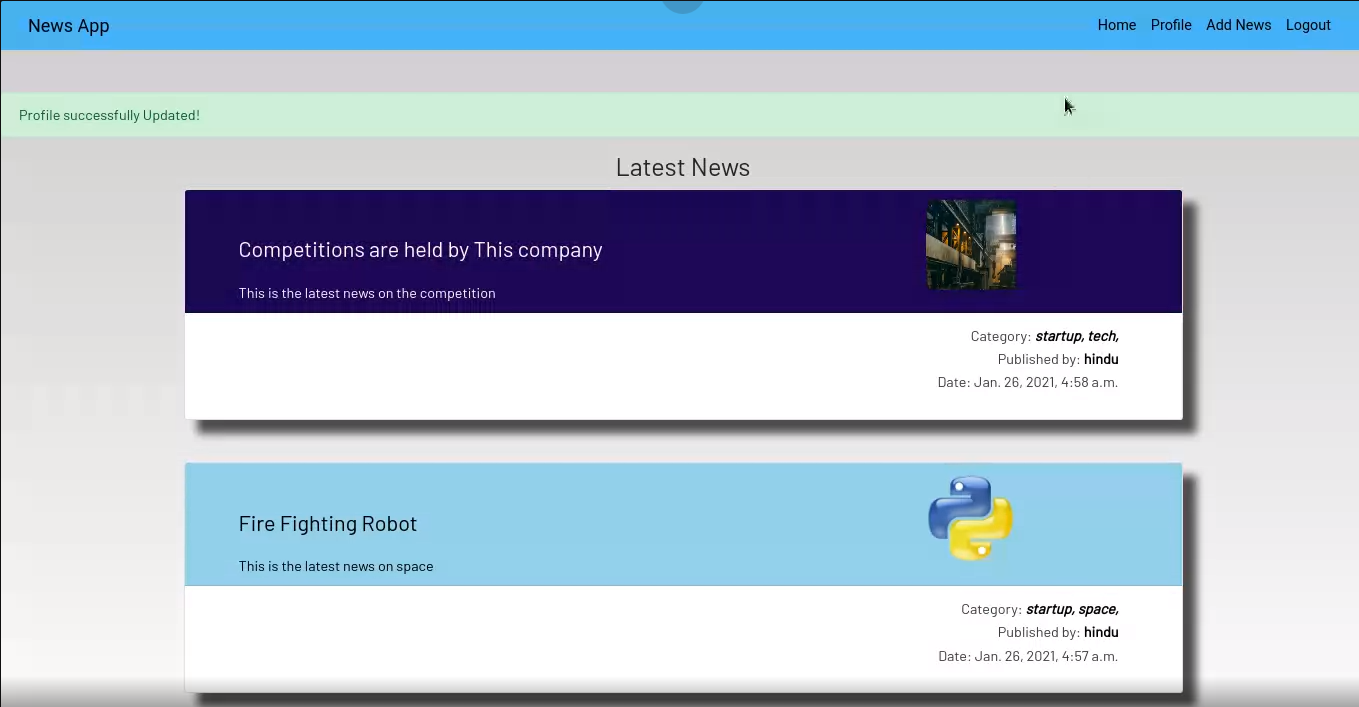 News App
Home Profile Add News Logout
Profile successfully Updated!
Latest News
Competitions are held by This company
This is the latest news on the competition
Category: startup, tech,
Published by: hindu
Date: Jan. 26, 2021, 4:58 a.m.
Fire Fighting Robot
This is the latest news on space
Category: startup, space,
Published by: hindu
Date: Jan. 26, 2021, 4:57 a.m.